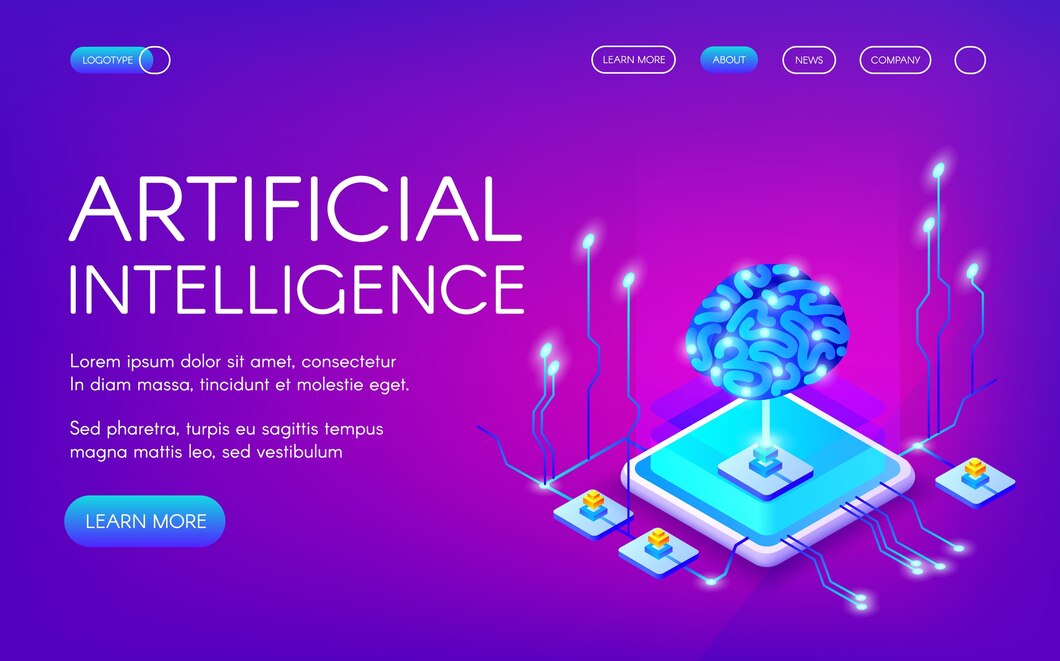 LOGOTYPE
LEARN MORE
ABOUT
NEWS
COMPANY
ARTIFICIAL
INTELLIGENCE
Lorem ipsum dolor sit amet, consectetur
In diam massa, tincidunt et molestie eget.
Sed pharetra, turpis eu sagittis tempus
magna mattis leo, sed vestibulum
LEARN MORE